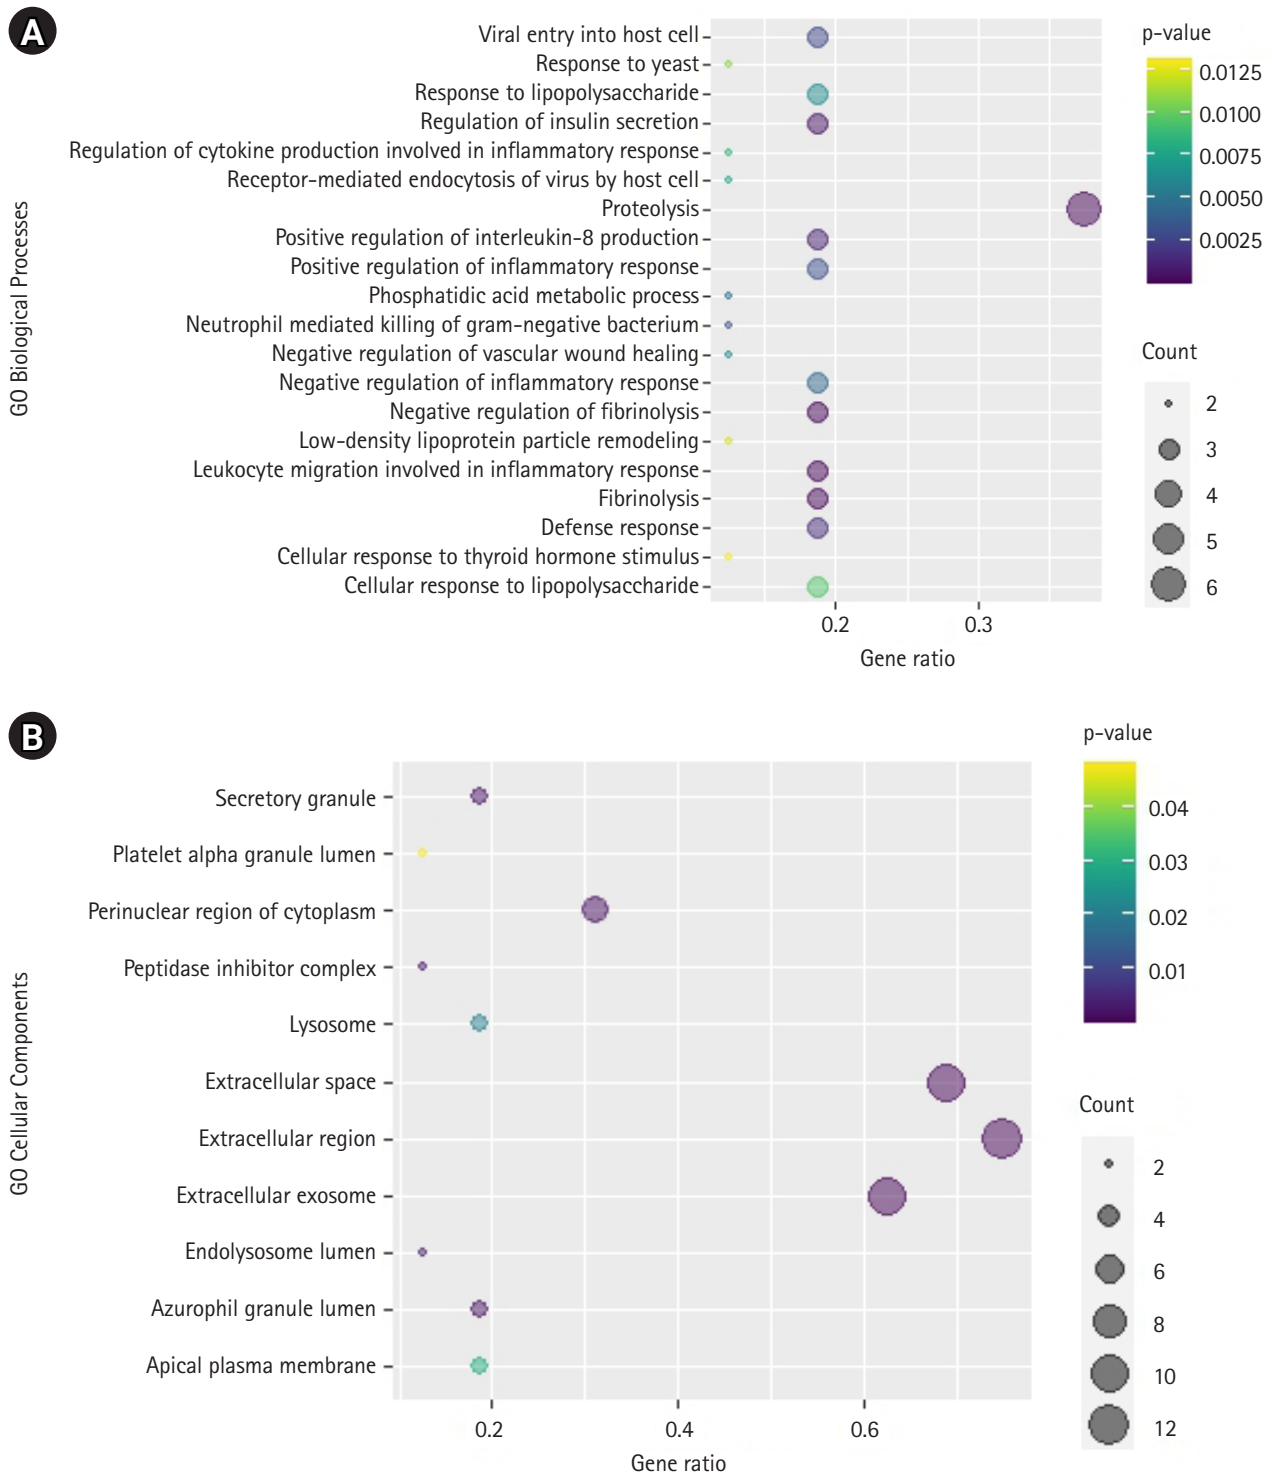 A
GO Biological Processes
Viral entry into host cell
Response to yeast
Response to lipopolysaccharide
Regulation of insulin secretion
Regulation of cytokine production involved in inflammatory response
Receptor-mediated endocytosis of virus by host cell
Proteolysis
Positive regulation of interleukin-8 production
Positive regulation of inflammatory response
Phosphatidic acid metabolic process
Neutrophil mediated killing of gram-negative bacterium
Negative regulation of vascular wound healing
Negative regulation of inflammatory response
Negative regulation of fibrinolysis
Low-density lipoprotein particle remodeling
Leukocyte migration involved in inflammatory response
Fibrinolysis
Defense response
Cellular response to thyroid hormone stimulus
Cellular response to lipopolysaccharide
0.2 0.3
Gene ratio
p-value
0.0125
0.0100
0.0075
0.0050
0.0025
Count
2
3
4
5
6
B
GO Cellular Components
Secretory granule
Platelet alpha granule lumen
Perinuclear region of cytoplasm
Peptidase inhibitor complex
Lysosome
Extracellular space
Extracellular region
Extracellular exosome
Endolysosome lumen
Azurophil granule lumen
Apical plasma membrane
0.2 0.4 0.6
Gene ratio
p-value
0.04
0.03
0.02
0.01
Count
2
4
6
8
10
12